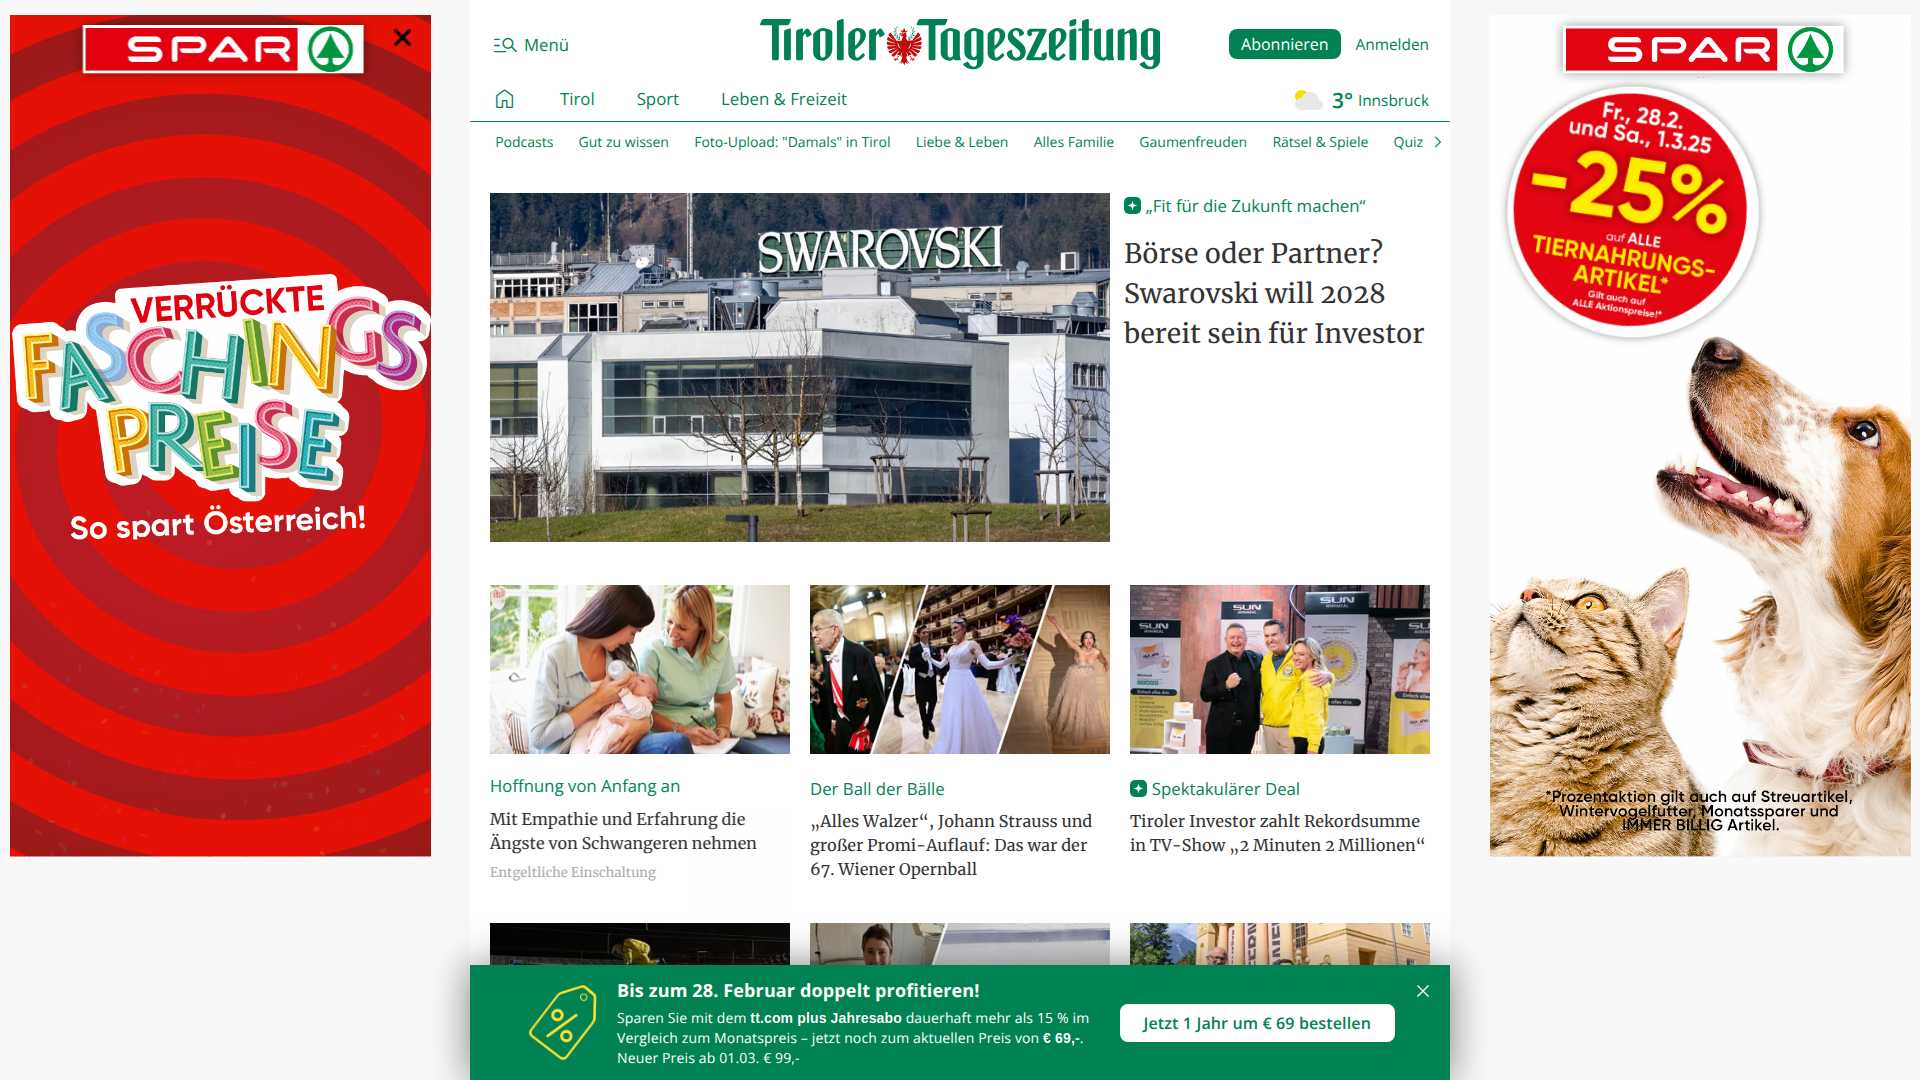 SPAR
VERRÜCKTE
FASCHINGS
PREISE
So spart Österreich!
Menü
Tiroler Tageszeitung
Abonnieren
Anmelden
Tirol
Sport
Leben & Freizeit
3° Innsbruck
Podcasts
Gut zu wissen
Foto-Upload: "Damals" in Tirol
Liebe & Leben
Alles Familie
Gaumenfreuden
Rätsel & Spiele
Quiz
SWAROVSKI
„Fit für die Zukunft machen“
Börse oder Partner?
Swarovski will 2028
bereit sein für Investor
Hoffnung von Anfang an
Mit Empathie und Erfahrung die
Ängste von Schwangeren nehmen
Entgeltliche Einschaltung
Der Ball der Bälle
„Alles Walzer“, Johann Strauss und
großer Promi-Auflauf: Das war der
67. Wiener Opernball
SUN
SUN
SUN
SUN
Spektakulärer Deal
Tiroler Investor zahlt Rekordsumme
in TV-Show „2 Minuten 2 Millionen“
Bis zum 28. Februar doppelt profitieren!
Sparen Sie mit dem tt.com plus Jahresabo dauerhaft mehr als 15 % im
Vergleich zum Monatspreis – jetzt noch zum aktuellen Preis von € 69,-.
Neuer Preis ab 01.03. € 99,-
Jetzt 1 Jahr um € 69 bestellen
SPAR
Fr., 28.2.
und Sa., 1.3.25
-25%
auf ALLE
TIERNAHRUNGS-
ARTIKEL*
Gilt auch auf
ALLE Aktionspreise!*
*Prozentaktion gilt auch auf Streuartikel,
Wintervogelfutter, Monatssparer und
IMMER BILLIG Artikel.